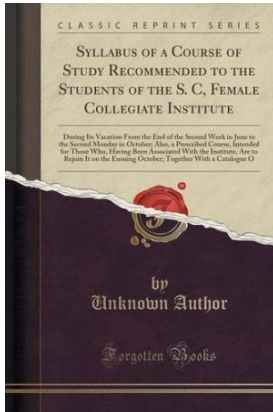 CLASSIC REPRINT SERIES
SYLLABUS OF A COURSE OF
STUDY RECOMMENDED TO THE
STUDENTS OF THE S. C, FEMALE
COLLEGIATE INSTITUTE
During Its Vacation From the End of the Second Week in June to
the Second Monday in October; Also, a Prescribed Course, Intended
for Those Who, Having Been Associated With the Institute, Are to
Rejoin It on the Ensuing October; Together With a Catalogue O
by
Unknown Author
Forgotten Books